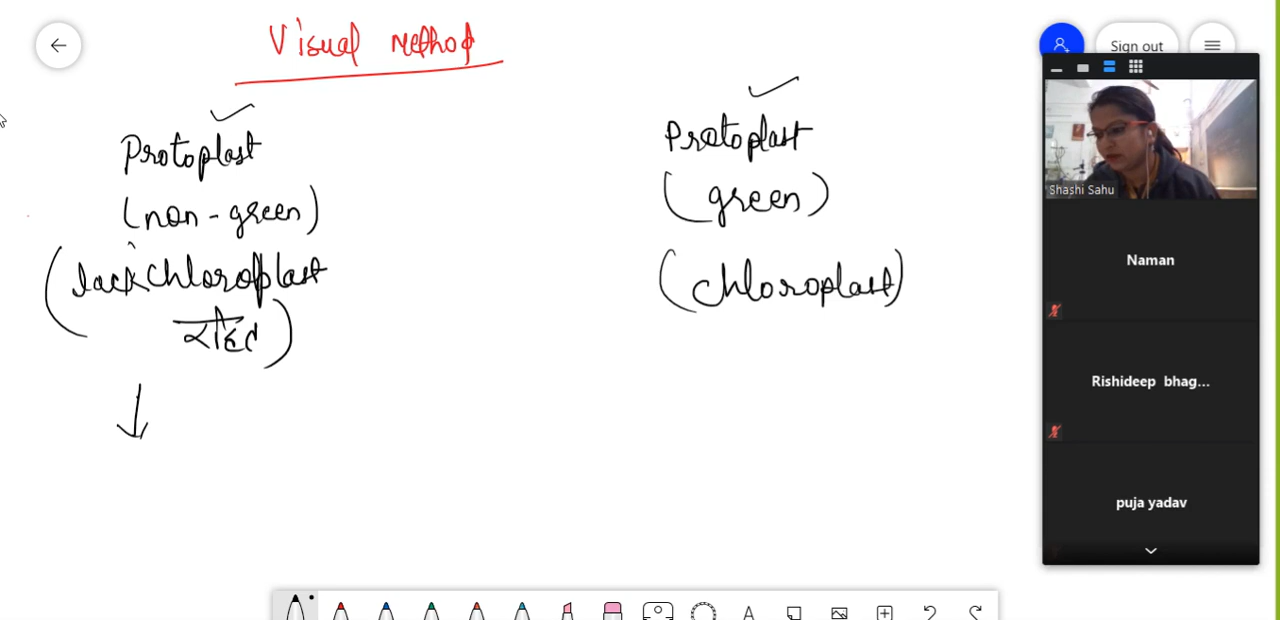 Visual Method
Sign out
Protoplast
(non-green)
(lack chloroplast
रहित)
Protoplast
(green)
(chloroplast)
Shashi Sahu
Naman
Rishideep bhag...
puja yadav
A